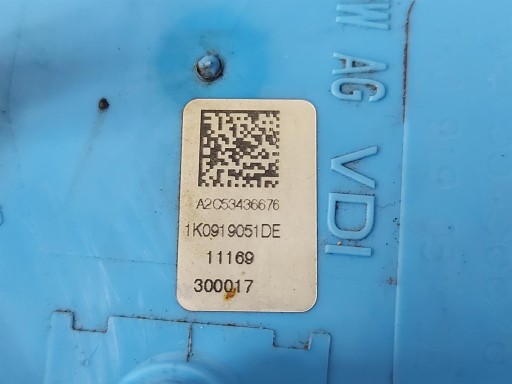 A2C53436676
1K0919051DE
11169
300017
W AG VDI